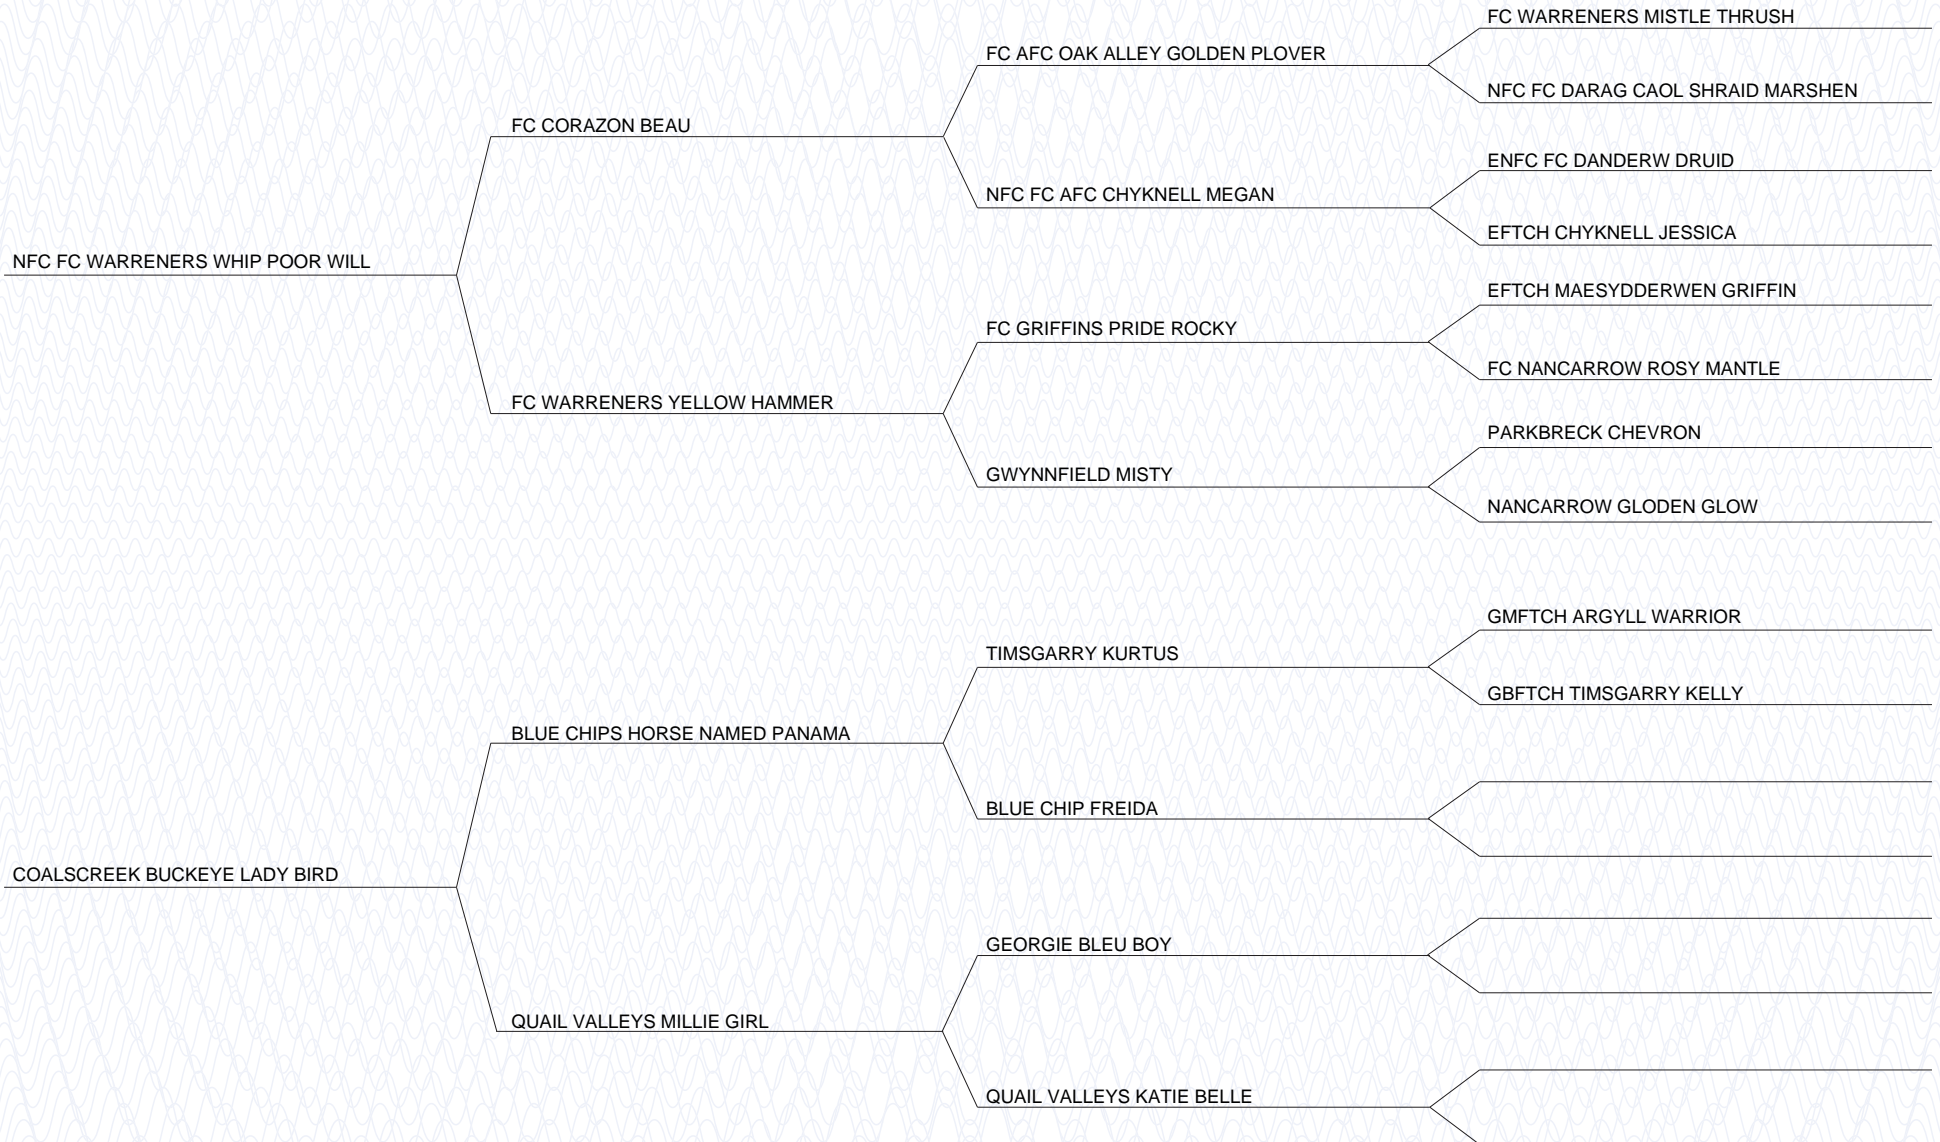 FC WARRENERS MISTLE THRUSH
FC AFC OAK ALLEY GOLDEN PLOVER
NFC FC DARAG CAOL SHRAID MARSHEN
FC CORAZON BEAU
ENFC FC DANDERW DRUID
NFC FC AFC CHYKNELL MEGAN
EFTCH CHYKNELL JESSICA
NFC FC WARRENERS WHIP POOR WILL
EFTCH MAESYDDERWEN GRIFFIN
FC GRIFFINS PRIDE ROCKY
FC NANCARROW ROSY MANTLE
FC WARRENERS YELLOW HAMMER
PARKBRECK CHEVRON
GWYNNFIELD MISTY
NANCARROW GLODEN GLOW
GMFTCH ARGYLL WARRIOR
TIMSGARRY KURTUS
GBFTCH TIMSGARRY KELLY
BLUE CHIPS HORSE NAMED PANAMA
BLUE CHIP FREIDA
COALSCREEK BUCKEYE LADY BIRD
GEORGIE BLEU BOY
QUAIL VALLEYS MILLIE GIRL
QUAIL VALLEYS KATIE BELLE